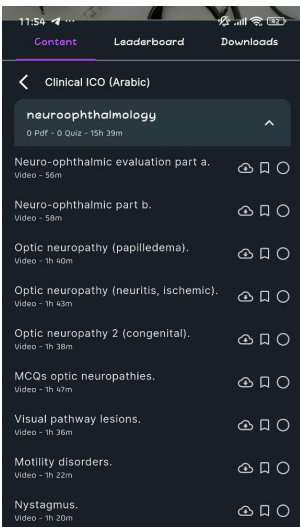 11:54
42
Content Leaderboard Downloads
Clinical ICO (Arabic)
neuroophthalmology
0 Pdf - 0 Quiz - 15h 39m
Neuro-ophthalmic evaluation part a.
Video - 56m
Neuro-ophthalmic part b.
Video - 58m
Optic neuropathy (papilledema).
Video - 1h 40m
Optic neuropathy (neuritis, ischemic).
Video - 1h 43m
Optic neuropathy 2 (congenital).
Video - 1h 38m
MCQs optic neuropathies.
Video - 1h 47m
Visual pathway lesions.
Video - 1h 36m
Motility disorders.
Video - 1h 22m
Nystagmus.
Video - 1h 20m